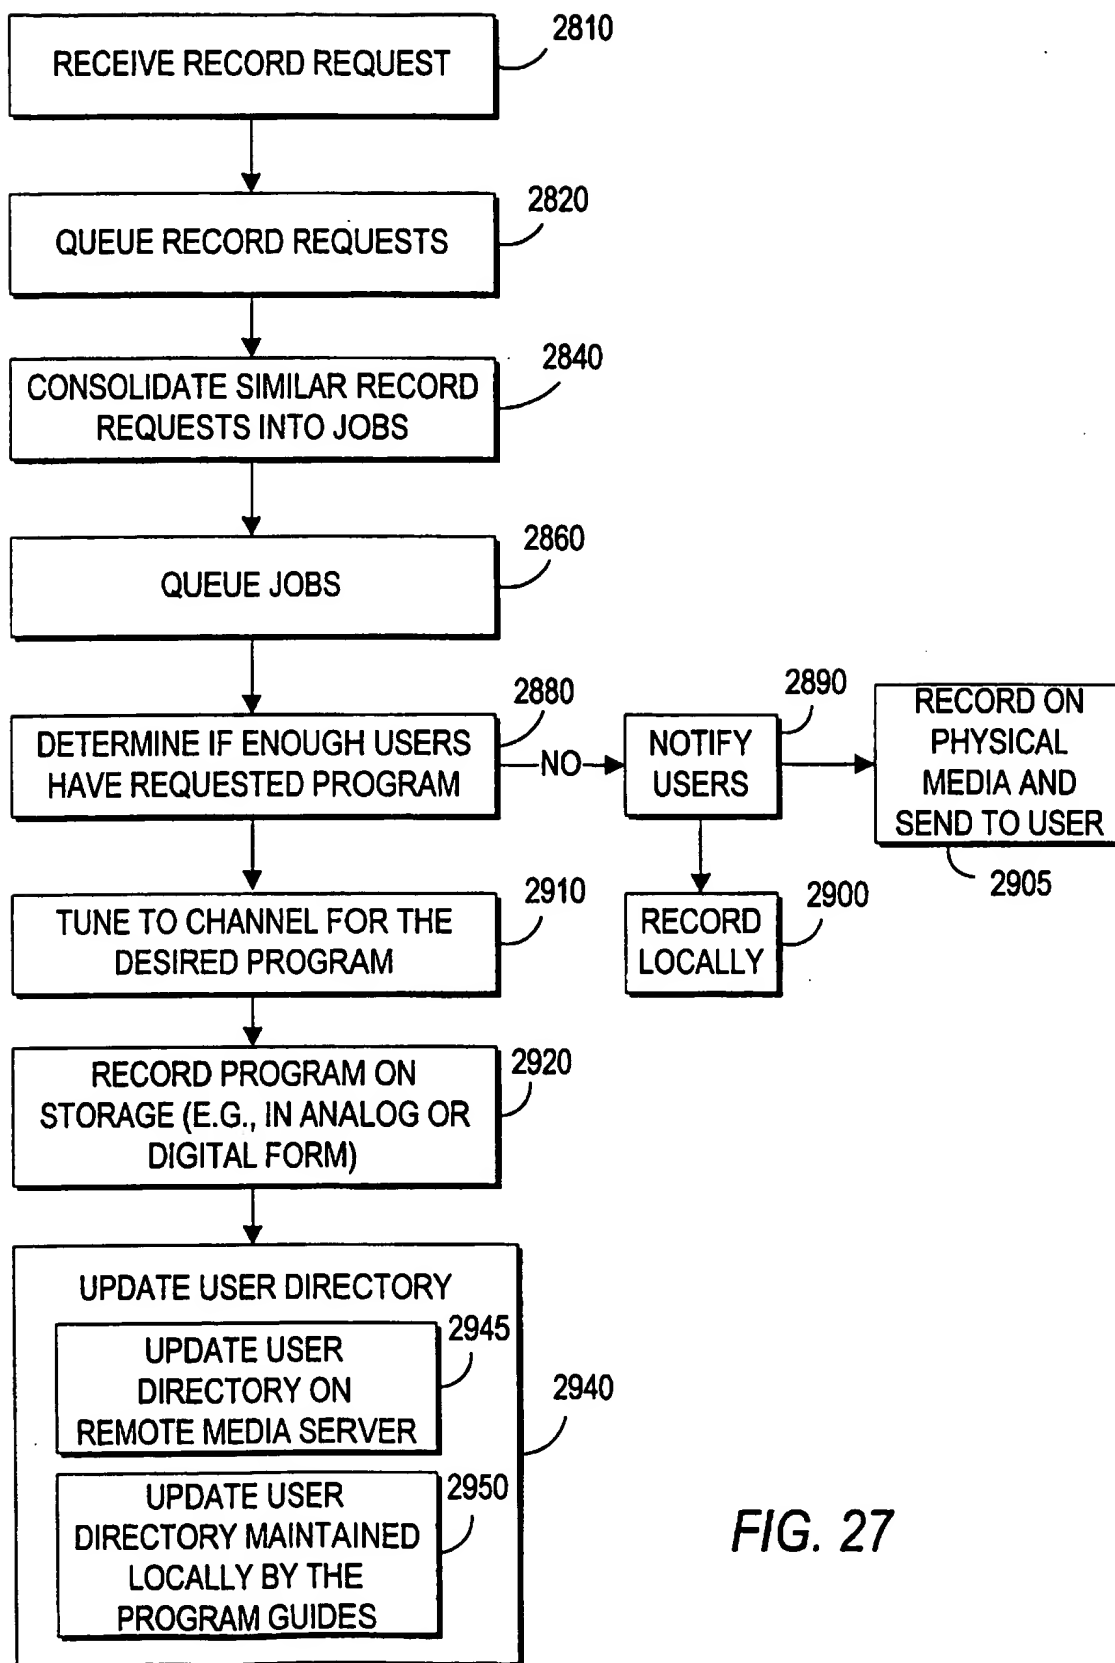 RECEIVE RECORD REQUEST
2810
QUEUE RECORD REQUESTS
2820
CONSOLIDATE SIMILAR RECORD
REQUESTS INTO JOBS
2840
QUEUE JOBS
2860
DETERMINE IF ENOUGH USERS
HAVE REQUESTED PROGRAM
2880
NO
NOTIFY
USERS
2890
RECORD ON
PHYSICAL
MEDIA AND
SEND TO USER
2905
RECORD
LOCALLY
2900
TUNE TO CHANNEL FOR THE
DESIRED PROGRAM
2910
RECORD PROGRAM ON
STORAGE (E.G., IN ANALOG OR
DIGITAL FORM)
2920
UPDATE USER DIRECTORY
2940
UPDATE USER
DIRECTORY ON
REMOTE MEDIA SERVER
2945
UPDATE USER
DIRECTORY MAINTAINED
LOCALLY BY THE
PROGRAM GUIDES
2950
FIG. 27